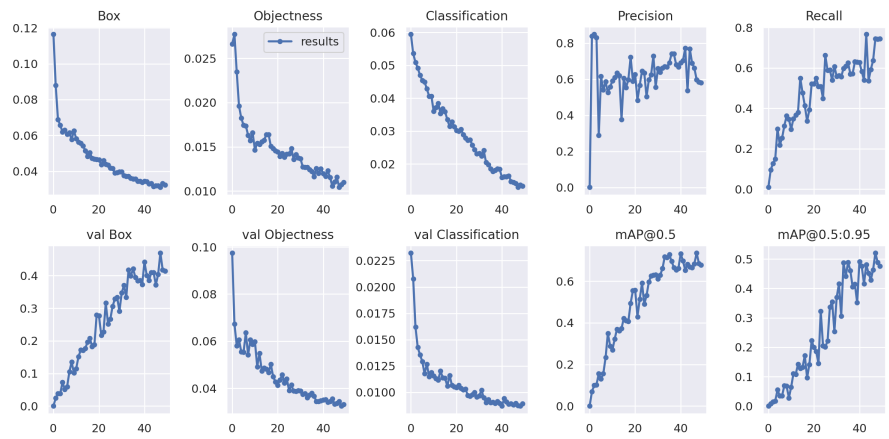 Box
Objectness
Classification
Precision
Recall
results
0.12
0.10
0.08
0.06
0.04
0 20 40
0.025
0.020
0.015
0.010
0 20 40
0.06
0.05
0.04
0.03
0.02
0 20 40
0.8
0.6
0.4
0.2
0.0
0 20 40
0.8
0.6
0.4
0.2
0.0
0 20 40
val Box
val Objectness
val Classification
mAP@0.5
mAP@0.5:0.95
0.4
0.3
0.2
0.1
0.0
0 20 40
0.10
0.08
0.06
0.04
0 20 40
0.0225
0.0200
0.0175
0.0150
0.0125
0.0100
0 20 40
0.6
0.4
0.2
0.0
0 20 40
0.5
0.4
0.3
0.2
0.1
0.0
0 20 40